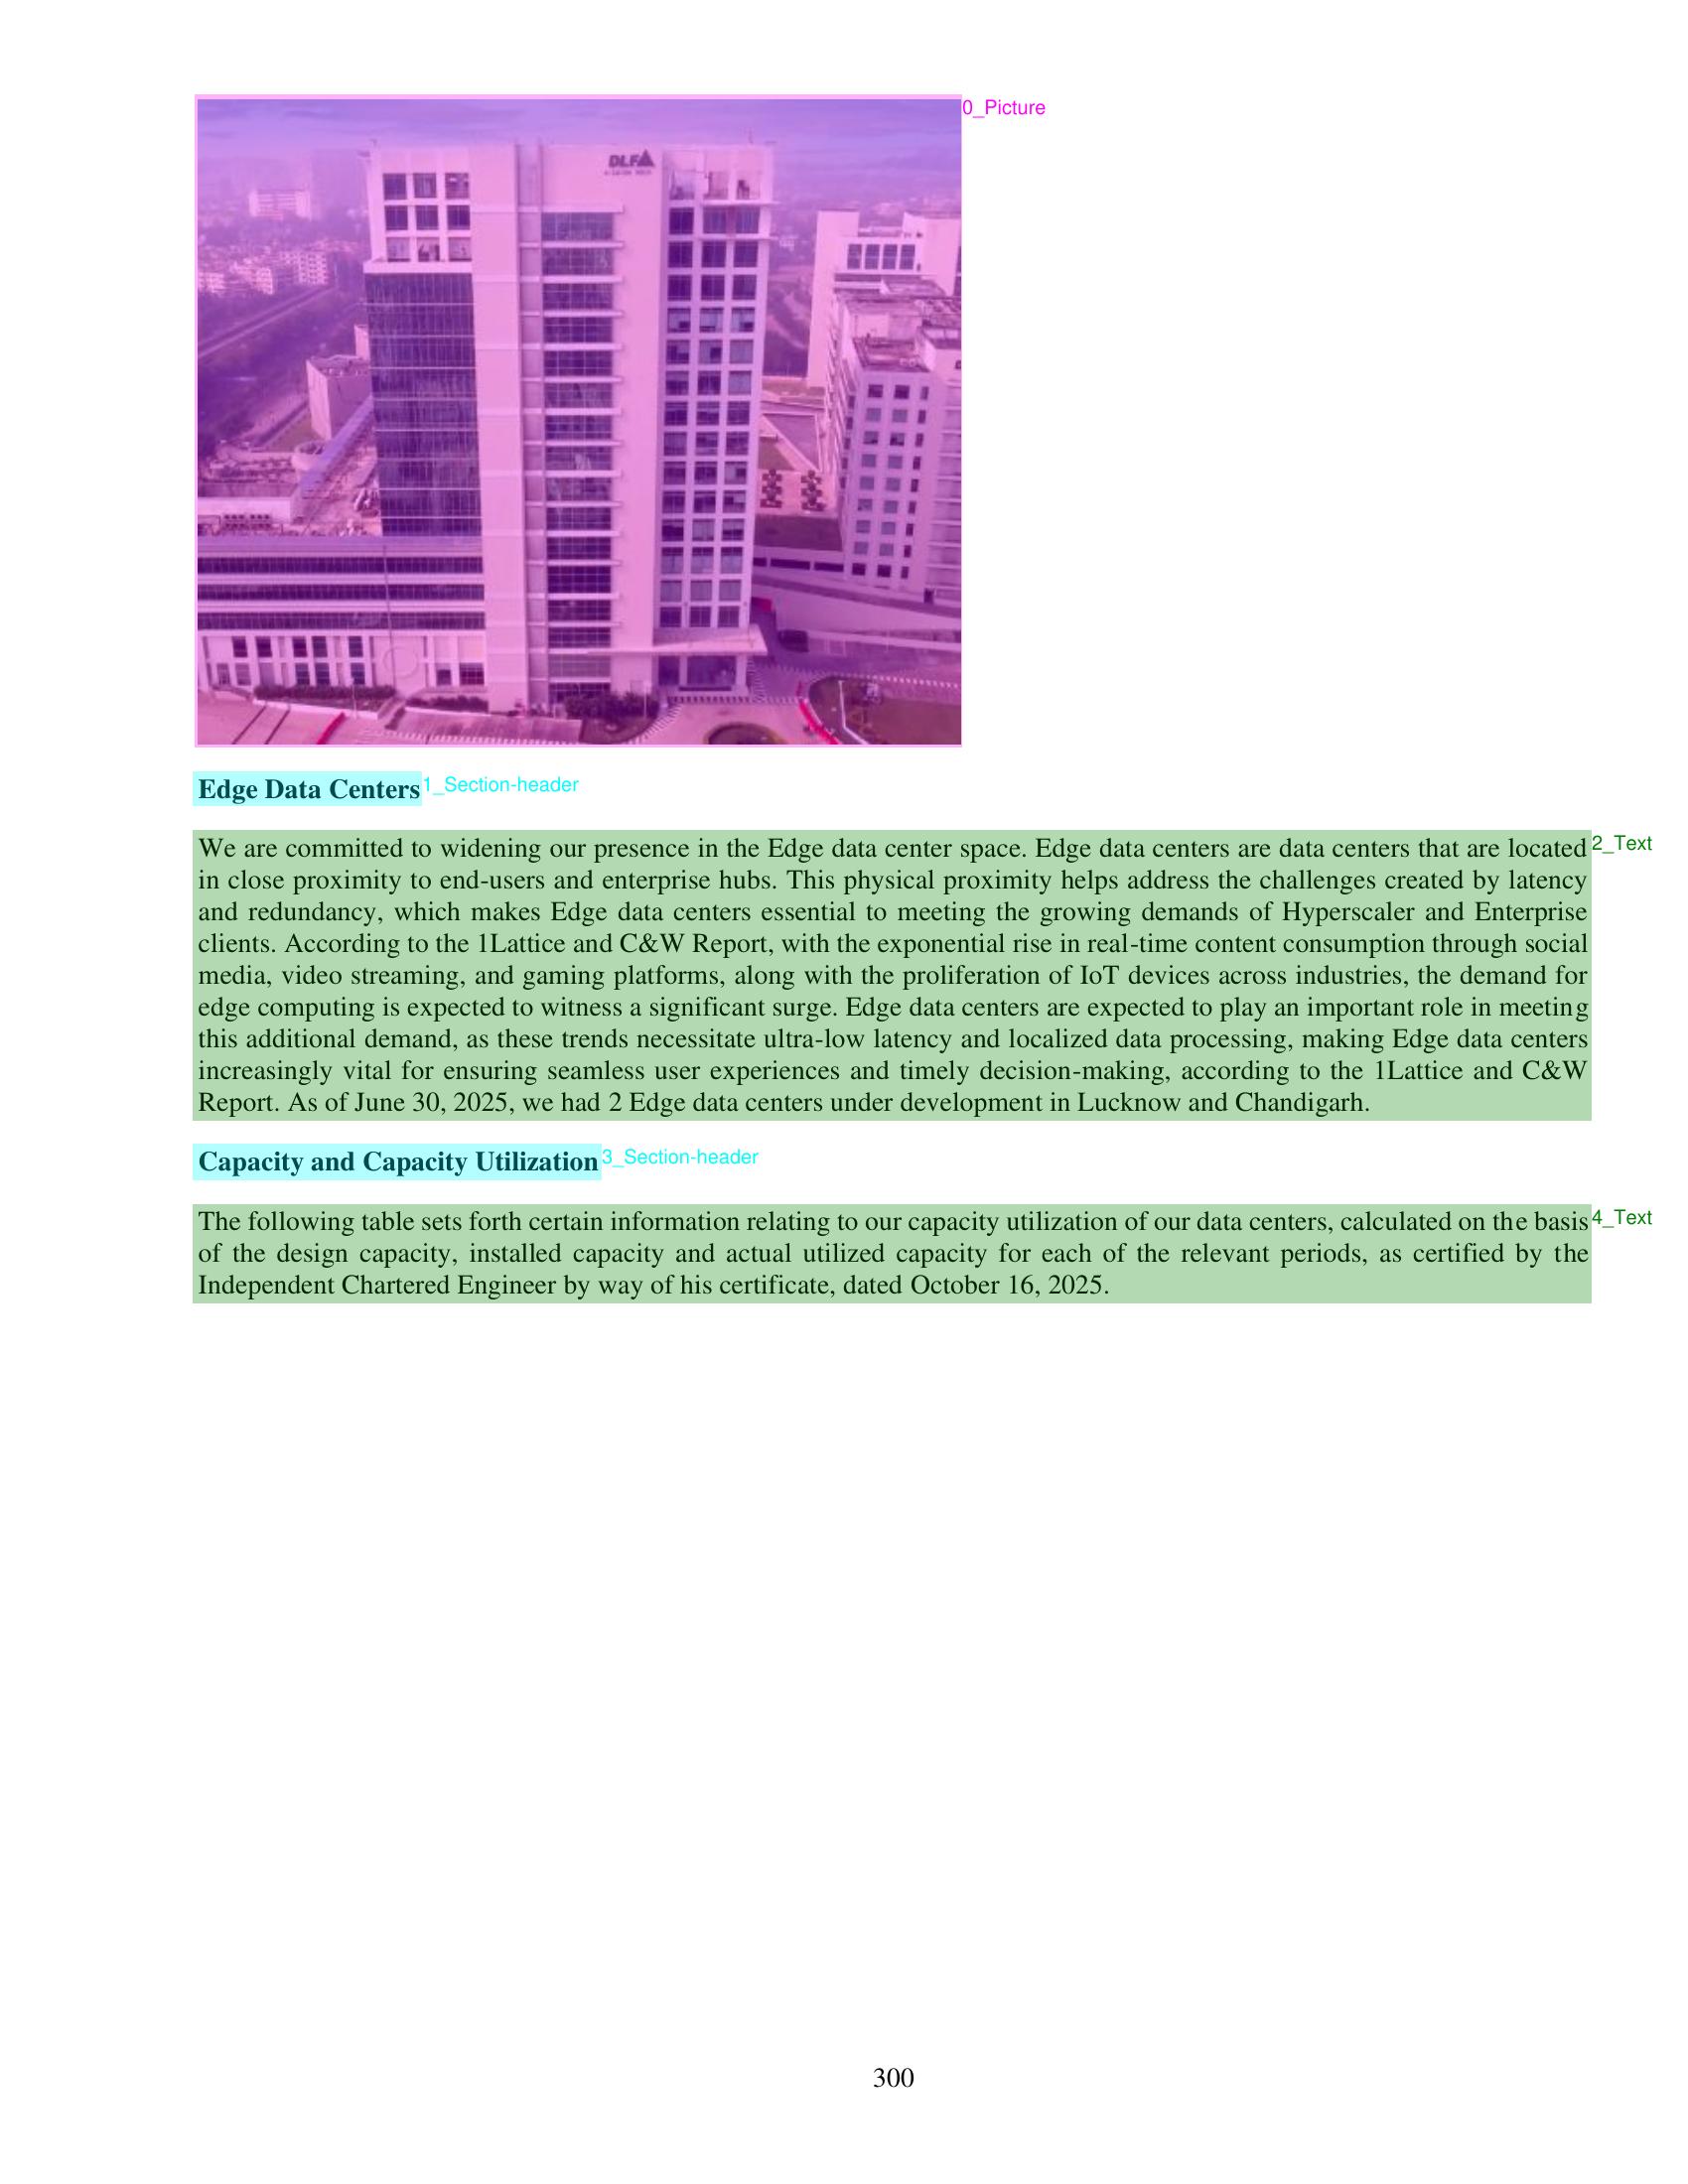 DLF
0_Picture
Edge Data Centers
1_Section-header
We are committed to widening our presence in the Edge data center space. Edge data centers are data centers that are located
2_Text
in close proximity to end-users and enterprise hubs. This physical proximity helps address the challenges created by latency
and redundancy, which makes Edge data centers essential to meeting the growing demands of Hyperscaler and Enterprise
clients. According to the 1Lattice and C&W Report, with the exponential rise in real-time content consumption through social
media, video streaming, and gaming platforms, along with the proliferation of IoT devices across industries, the demand for
edge computing is expected to witness a significant surge. Edge data centers are expected to play an important role in meeting
this additional demand, as these trends necessitate ultra-low latency and localized data processing, making Edge data centers
increasingly vital for ensuring seamless user experiences and timely decision-making, according to the 1Lattice and C&W
Report. As of June 30, 2025, we had 2 Edge data centers under development in Lucknow and Chandigarh.
Capacity and Capacity Utilization
3_Section-header
The following table sets forth certain information relating to our capacity utilization of our data centers, calculated on the basis
4_Text
of the design capacity, installed capacity and actual utilized capacity for each of the relevant periods, as certified by the
Independent Chartered Engineer by way of his certificate, dated October 16, 2025.
300